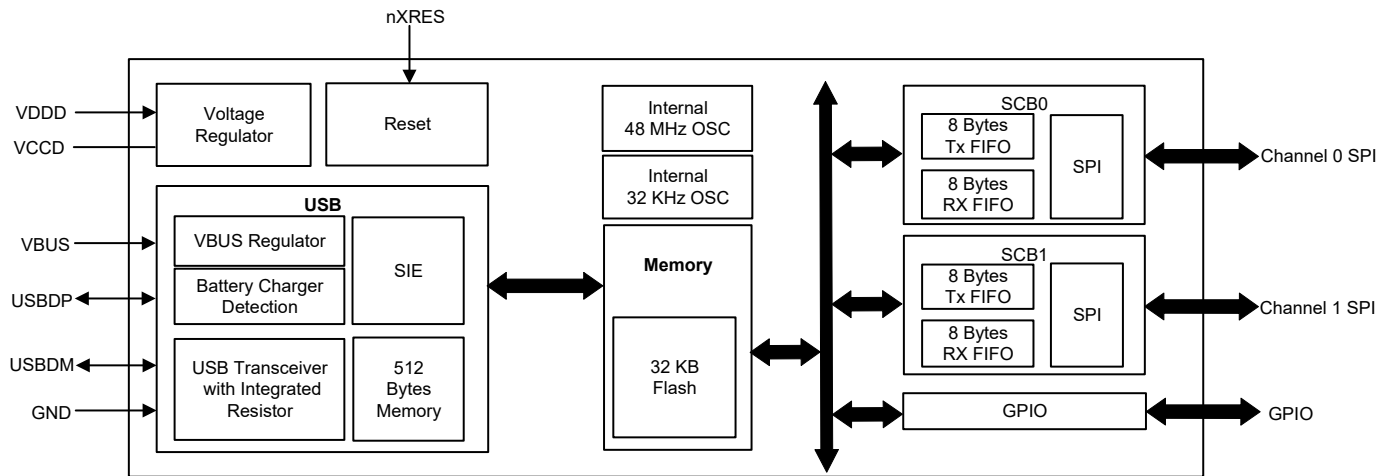 nXRES
VDDD
VCCD
VBUS
USBDP
USBDM
GND
Voltage
Regulator
Reset
USB
VBUS Regulator
Battery Charger
Detection
SIE
USB Transceiver
with Integrated
Resistor
512
Bytes
Memory
Internal
48 MHz OSC
Internal
32 KHz OSC
Memory
32 KB
Flash
SCB0
8 Bytes
Tx FIFO
8 Bytes
RX FIFO
SPI
SCB1
8 Bytes
Tx FIFO
8 Bytes
RX FIFO
SPI
GPIO
Channel 0 SPI
Channel 1 SPI
GPIO